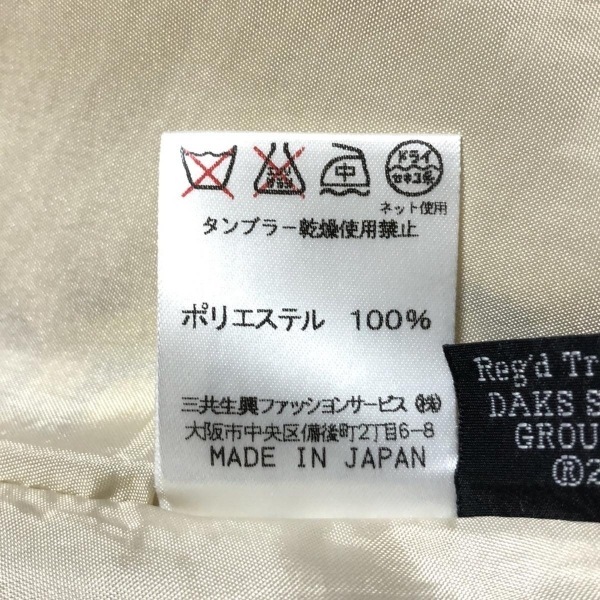 中
ドライ
セキユ系
ネット使用
タンブラー乾燥使用禁止
ポリエステル 100%
三共生興ファッションサービス㈱
大阪市中央区備後町2丁目6-8
MADE IN JAPAN
Reg'd Tr
DAKS S
GROU
®2